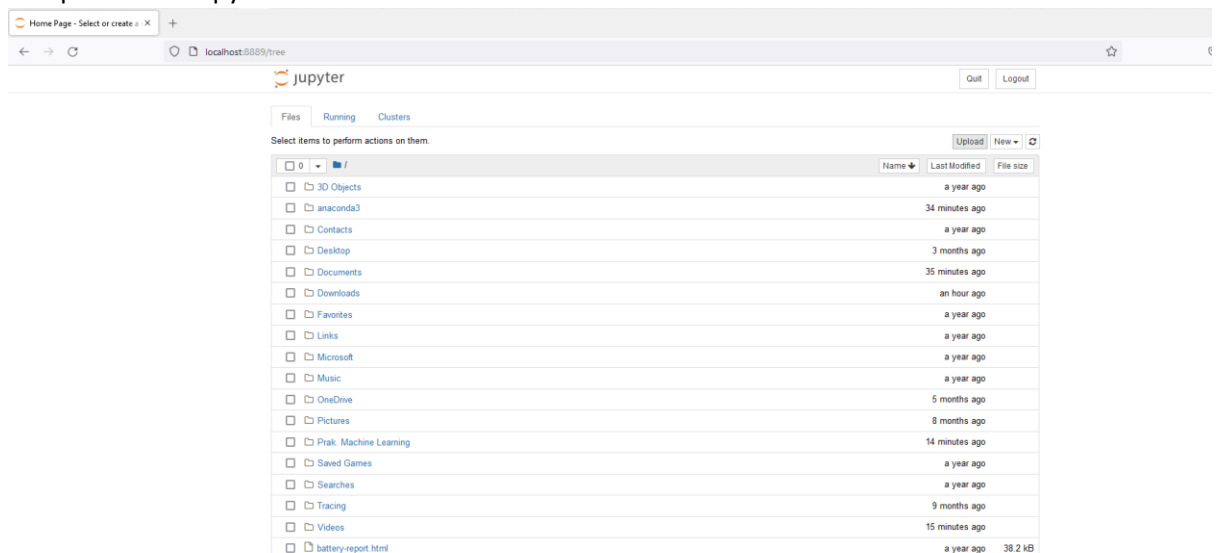 Home Page - Select or create a
localhost:8889/tree
jupyter
Quit Logout
Files Running Clusters
Select items to perform actions on them.
Upload New
0 / Name Last Modified File size
3D Objects a year ago
anaconda3 34 minutes ago
Contacts a year ago
Desktop 3 months ago
Documents 35 minutes ago
Downloads an hour ago
Favorites a year ago
Links a year ago
Microsoft a year ago
Music a year ago
OneDrive 5 months ago
Pictures 8 months ago
Prak. Machine Learning 14 minutes ago
Saved Games a year ago
Searches a year ago
Tracing 9 months ago
Videos 15 minutes ago
battery-report.html a year ago 38.2 kB